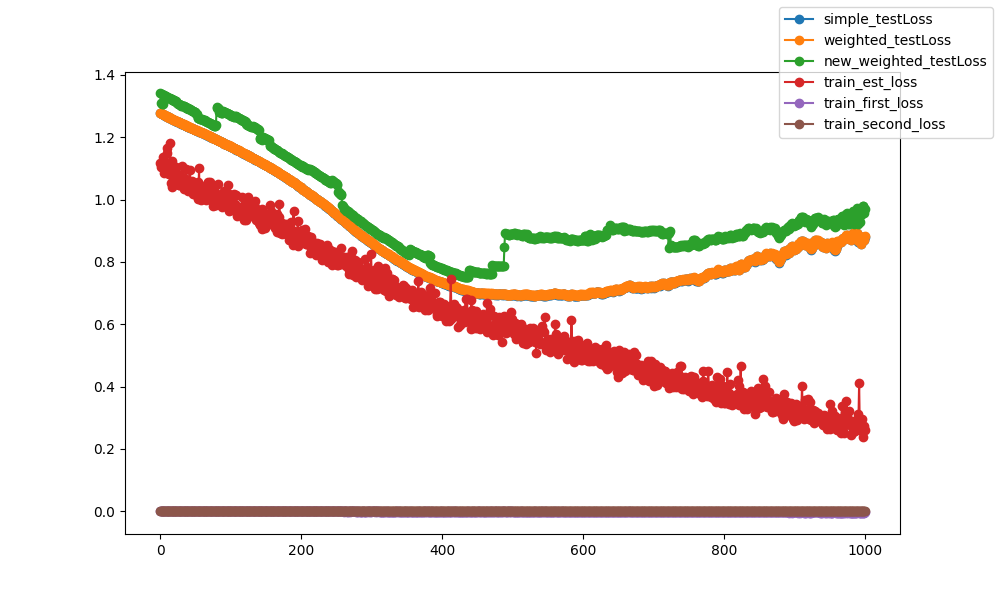 simple_testLoss
weighted_testLoss
new_weighted_testLoss
train_est_loss
train_first_loss
train_second_loss
1.4
1.2
1.0
0.8
0.6
0.4
0.2
0.0
0 200 400 600 800 1000